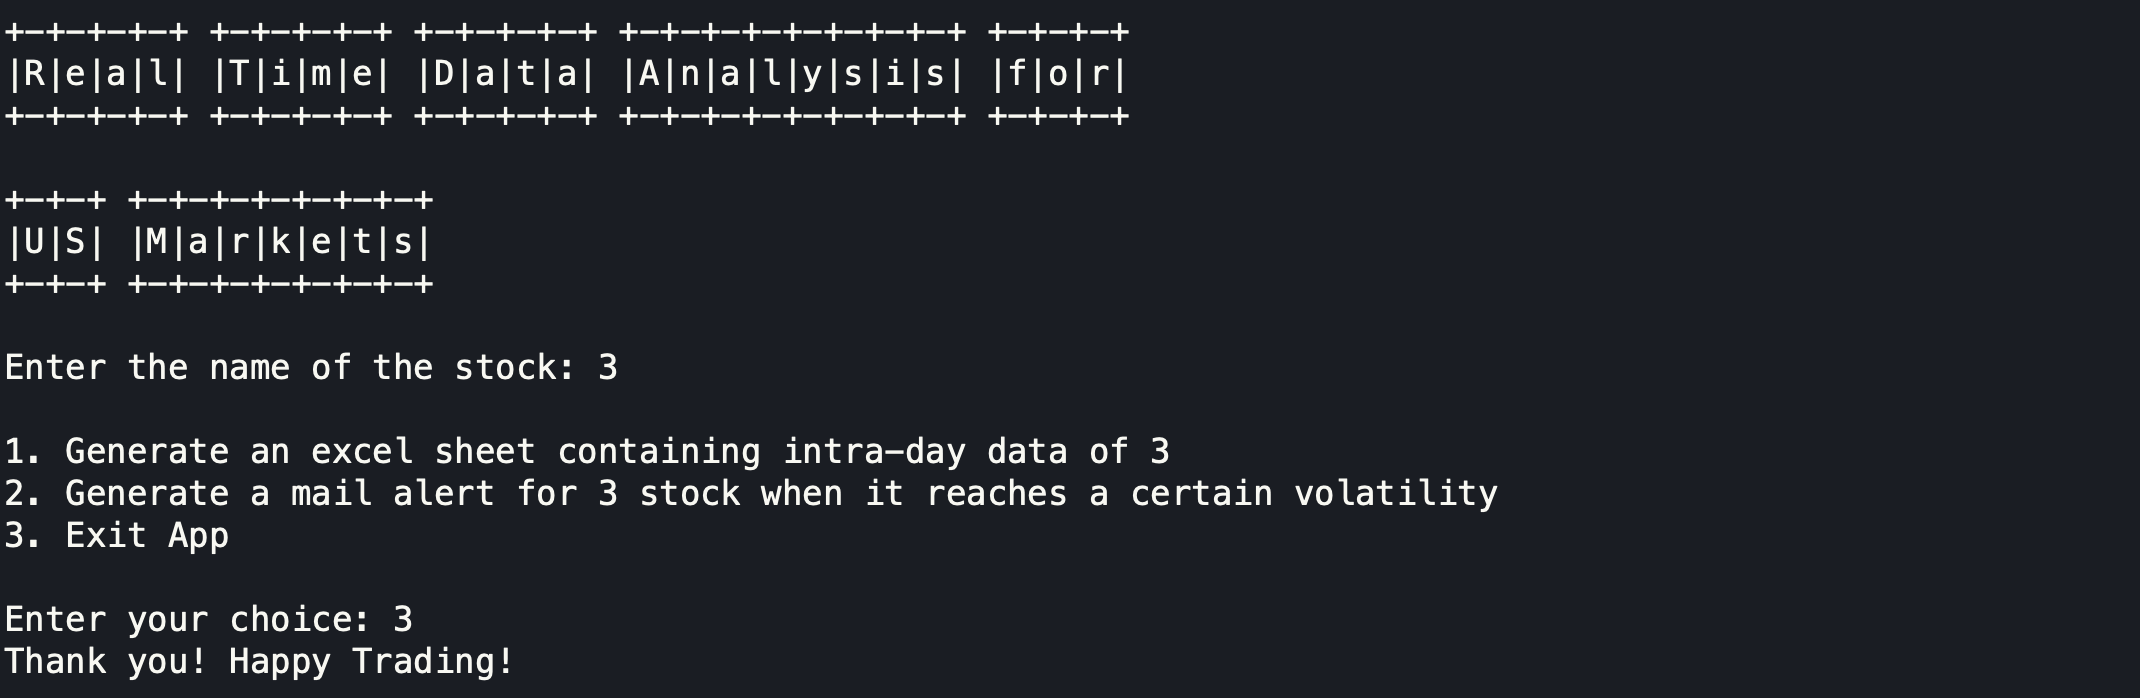 +-+-+-+-+ +-+-+-+-+ +-+-+-+-+ +-+-+-+-+-+-+-+-+ +-+-+-+
|R|e|a|l| |T|i|m|e| |D|a|t|a| |A|n|a|l|y|s|i|s| |f|o|r|
+-+-+-+-+ +-+-+-+-+ +-+-+-+-+ +-+-+-+-+-+-+-+-+ +-+-+-+
+-+-+ +-+-+-+-+-+-+-+
|U|S| |M|a|r|k|e|t|s|
+-+-+ +-+-+-+-+-+-+-+
Enter the name of the stock: 3
1. Generate an excel sheet containing intra-day data of 3
2. Generate a mail alert for 3 stock when it reaches a certain volatility
3. Exit App
Enter your choice: 3
Thank you! Happy Trading!